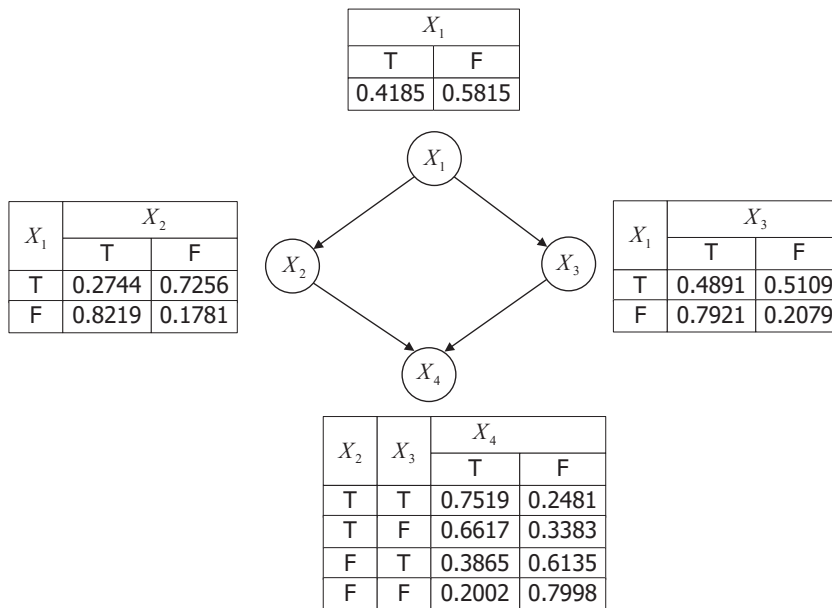 X1
T F
0.4185 0.5815
X1
X1 X2
T F
T 0.2744 0.7256
F 0.8219 0.1781
X2
X3
X1 X3
T F
T 0.4891 0.5109
F 0.7921 0.2079
X4
X2 X3 X4
T F
T T 0.7519 0.2481
T F 0.6617 0.3383
F T 0.3865 0.6135
F F 0.2002 0.7998